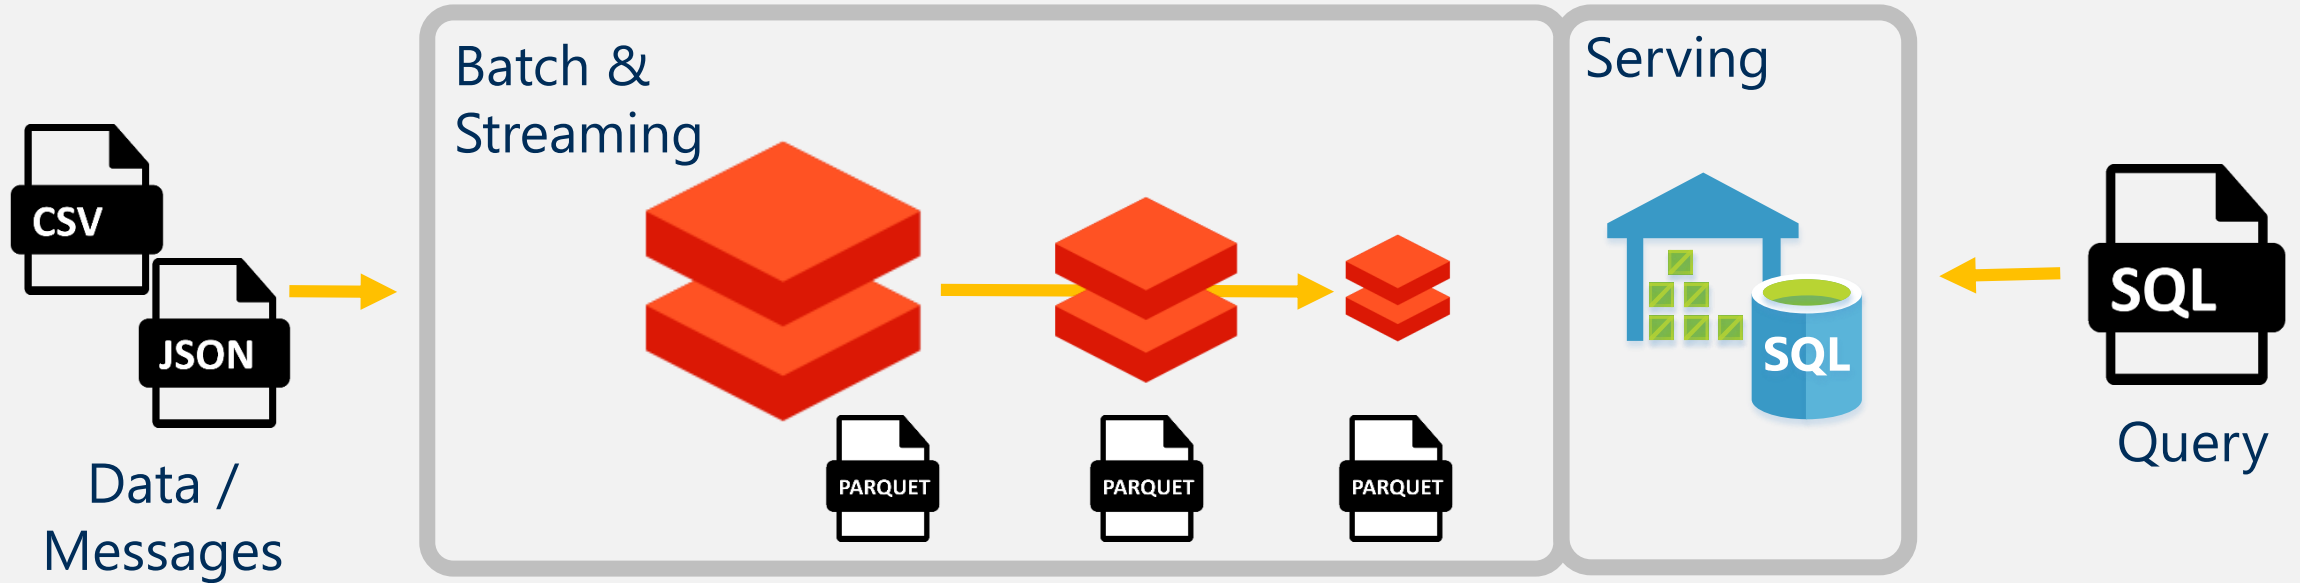 Batch &
Streaming
Serving
CSV
JSON
Data /
Messages
PARQUET
PARQUET
PARQUET
SQL
SQL
Query